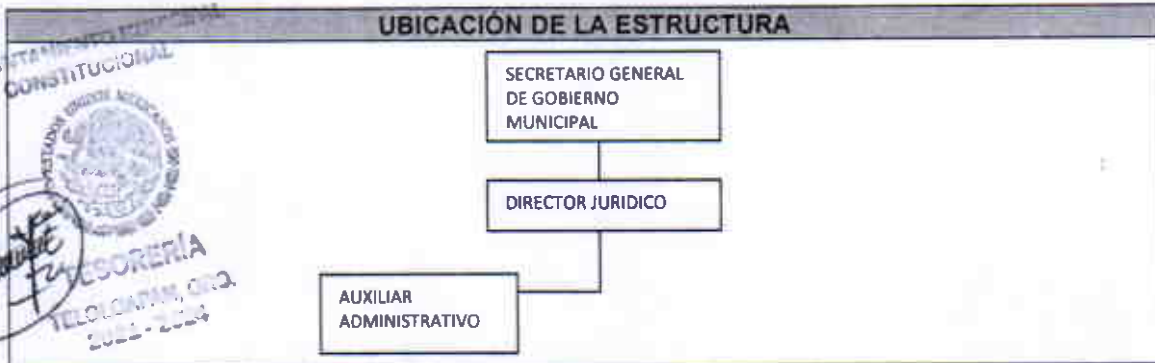 UBICACIÓN DE LA ESTRUCTURA
CONSTITUCIONAL
SECRETARIO GENERAL
DE GOBIERNO
MUNICIPAL
DIRECTOR JURIDICO
TESORERÍA
AUXILIAR
ADMINISTRATIVO